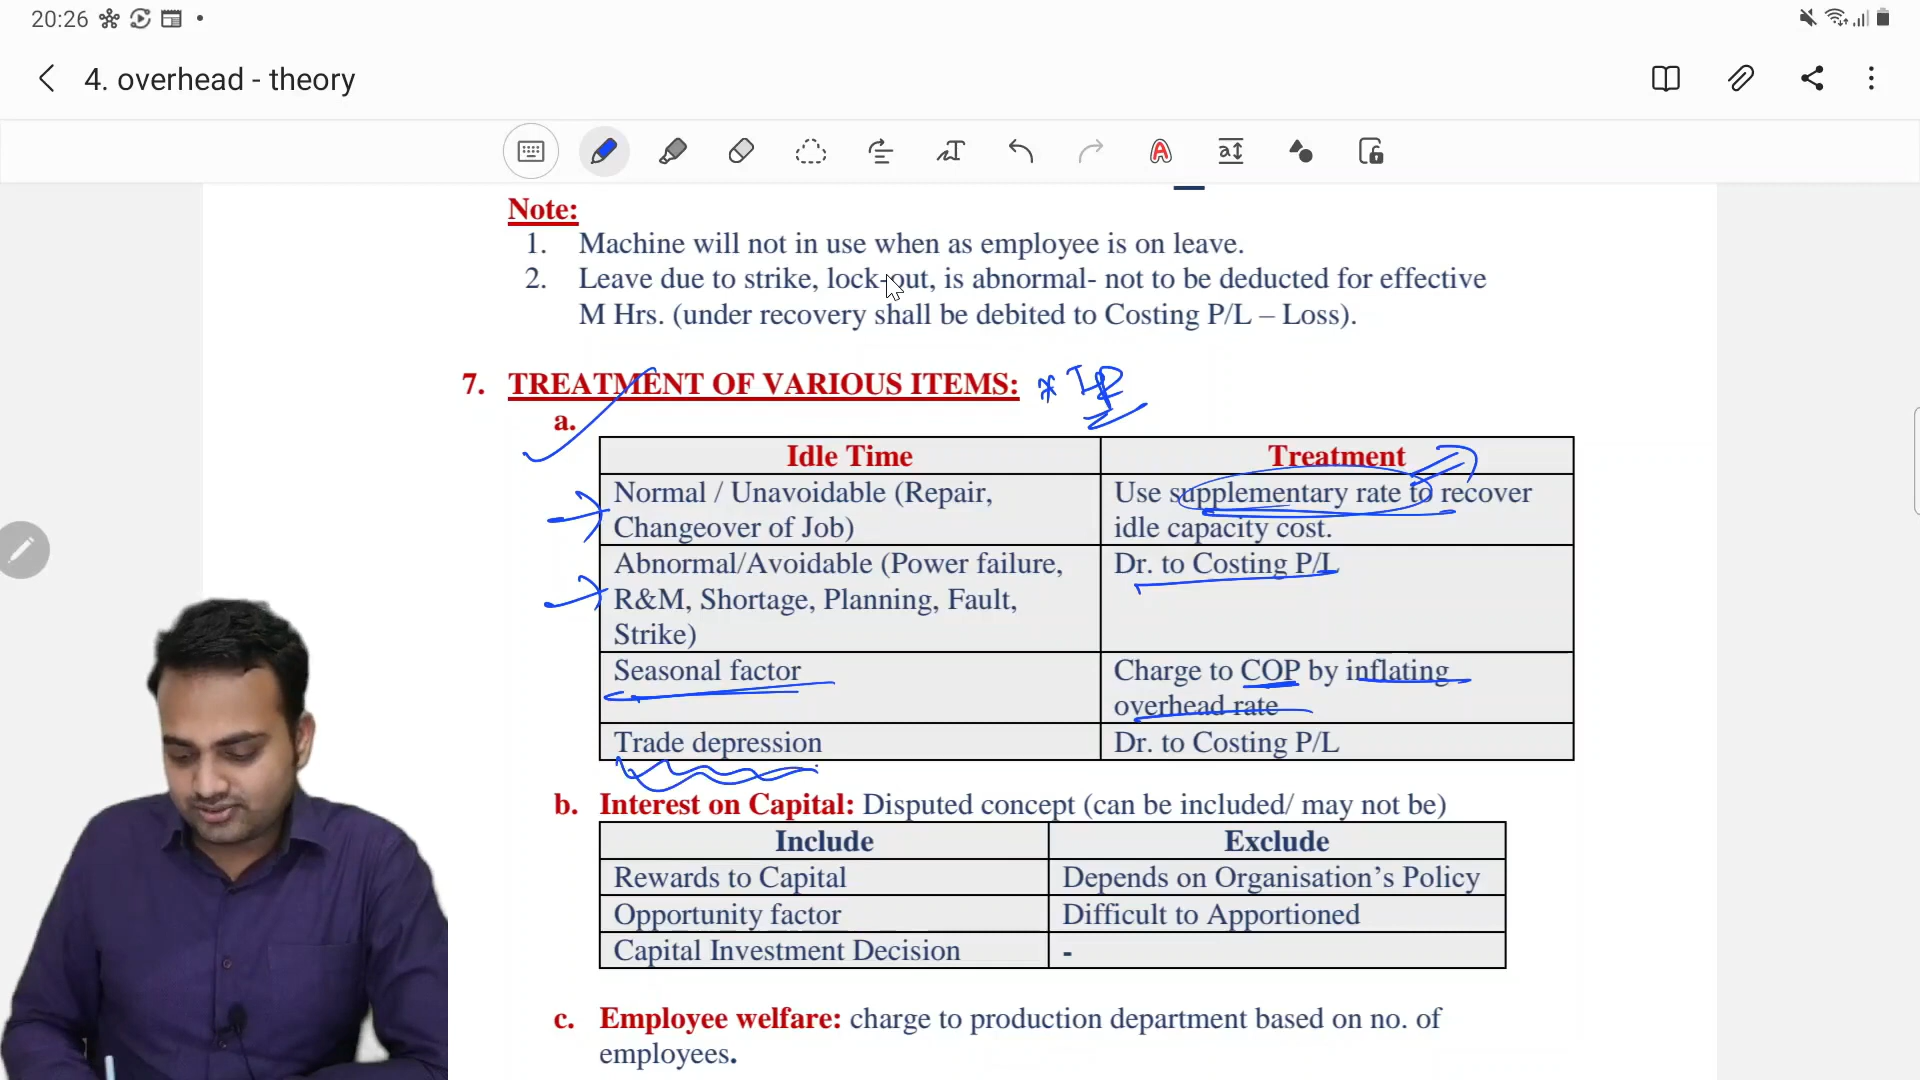 20:26
4. overhead - theory
Note:
1. Machine will not in use when as employee is on leave.
2. Leave due to strike, lock-out, is abnormal- not to be deducted for effective
M Hrs. (under recovery shall be debited to Costing P/L – Loss).
7. TREATMENT OF VARIOUS ITEMS: * IP
a.
Idle Time Treatment
Normal / Unavoidable (Repair, Use supplementary rate to recover
Changeover of Job) idle capacity cost.
Abnormal/Avoidable (Power failure, Dr. to Costing P/L
R&M, Shortage, Planning, Fault,
Strike)
Seasonal factor Charge to COP by inflating
overhead rate
Trade depression Dr. to Costing P/L
b. Interest on Capital: Disputed concept (can be included/ may not be)
Include Exclude
Rewards to Capital Depends on Organisation’s Policy
Opportunity factor Difficult to Apportioned
Capital Investment Decision -
c. Employee welfare: charge to production department based on no. of
employees.